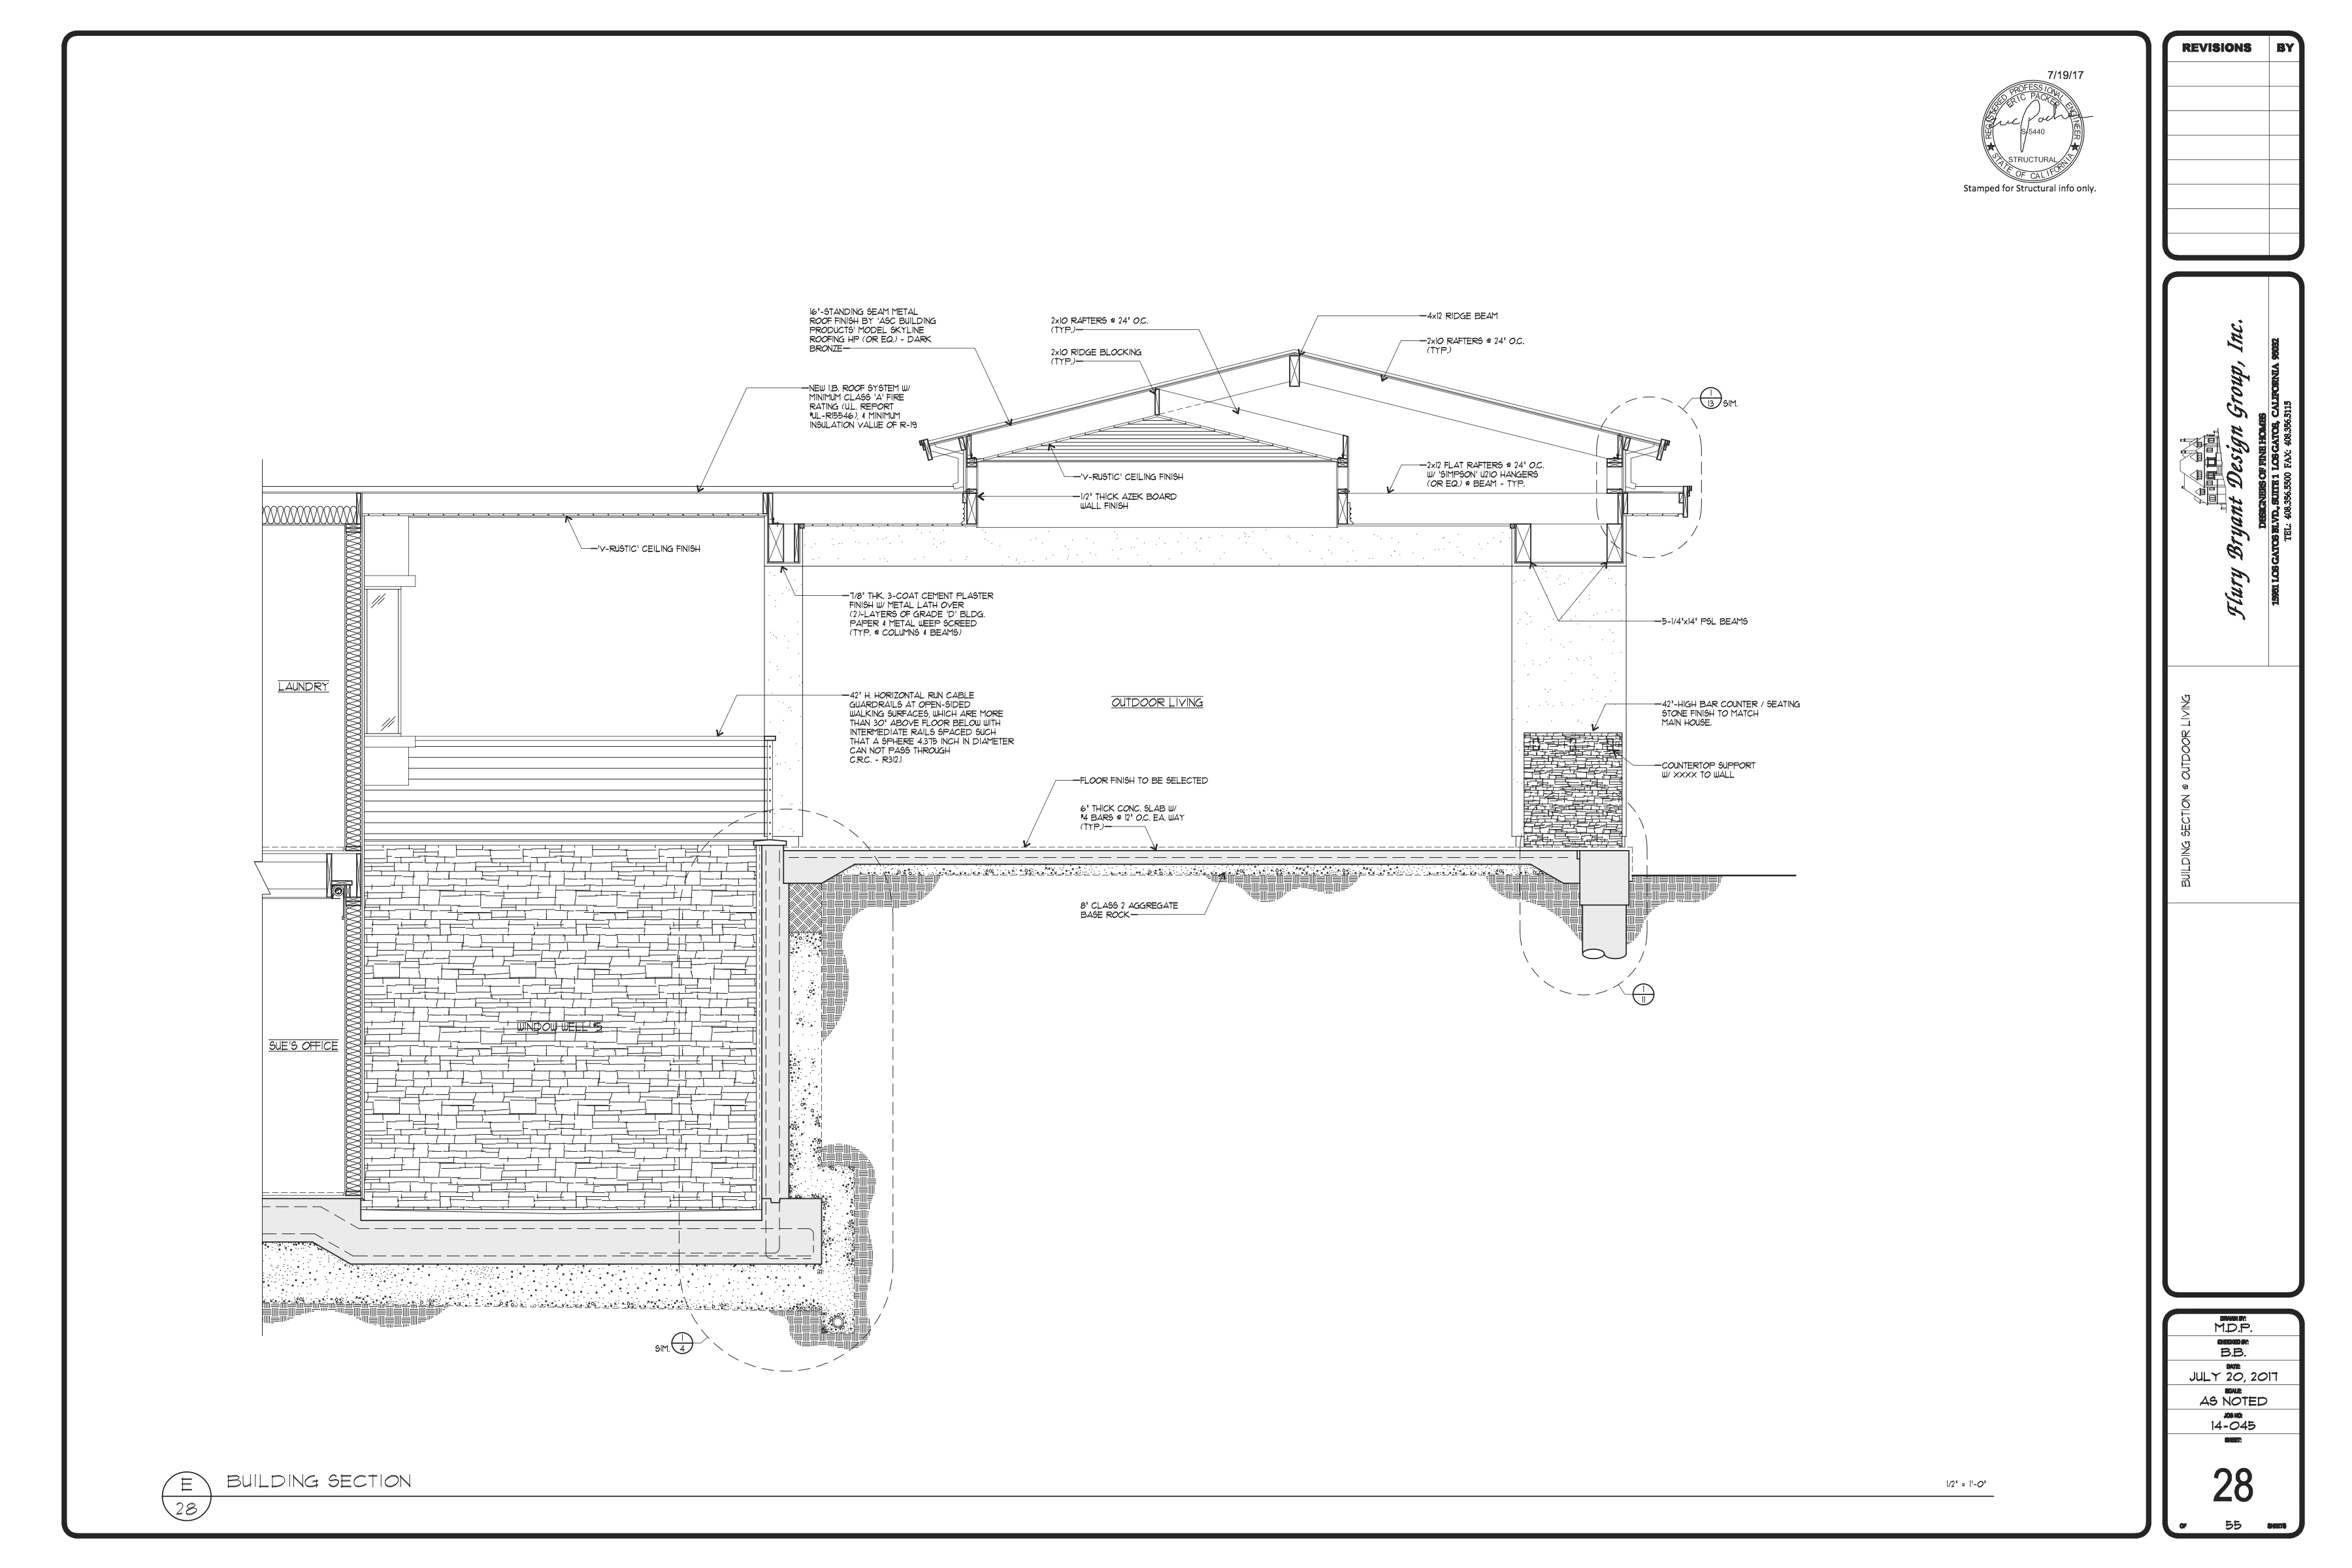 REVISIONS BY
7/19/17
REGISTERED PROFESSIONAL ENGINEER
ERIC PACKER
S-5440
STRUCTURAL
STATE OF CALIFORNIA
Stamped for Structural info only.
16"-STANDING SEAM METAL
ROOF FINISH BY 'ASC BUILDING
PRODUCTS' MODEL SKYLINE
ROOFING HP (OR EQ.) - DARK
BRONZE
2x10 RAFTERS @ 24" O.C.
(TYP.)
2x10 RIDGE BLOCKING
(TYP.)
4x12 RIDGE BEAM
2x10 RAFTERS @ 24" O.C.
(TYP.)
NEW I.B. ROOF SYSTEM W/
MINIMUM CLASS 'A' FIRE
RATING (U.L. REPORT
#UL-R15546), & MINIMUM
INSULATION VALUE OF R-19
1
13
SIM.
'V-RUSTIC' CEILING FINISH
1/2" THICK AZEK BOARD
WALL FINISH
2x12 FLAT RAFTERS @ 24" O.C.
W/ 'SIMPSON' U210 HANGERS
(OR EQ.) @ BEAM - TYP.
'V-RUSTIC' CEILING FINISH
7/8" THK. 3-COAT CEMENT PLASTER
FINISH W/ METAL LATH OVER
(2)-LAYERS OF GRADE 'D' BLDG.
PAPER & METAL WEEP SCREED
(TYP. @ COLUMNS & BEAMS)
5-1/4"x14" PSL BEAMS
LAUNDRY
42" H. HORIZONTAL RUN CABLE
GUARDRAILS AT OPEN-SIDED
WALKING SURFACES, WHICH ARE MORE
THAN 30" ABOVE FLOOR BELOW WITH
INTERMEDIATE RAILS SPACED SUCH
THAT A SPHERE 4.375 INCH IN DIAMETER
CAN NOT PASS THROUGH
C.R.C. - R312.1
OUTDOOR LIVING
42"-HIGH BAR COUNTER / SEATING
STONE FINISH TO MATCH
MAIN HOUSE.
COUNTERTOP SUPPORT
W/ XXXX TO WALL
FLOOR FINISH TO BE SELECTED
6" THICK CONC. SLAB W/
#4 BARS @ 12" O.C. EA. WAY
(TYP.)
8" CLASS 2 AGGREGATE
BASE ROCK
1
11
WINDOW WELL #5
SUE'S OFFICE
SIM.
1
4
E
28
BUILDING SECTION
1/2" = 1'-0"
Flury Bryant Design Group, Inc.
DESIGNERS OF FINE HOMES
15951 LOS GATOS BLVD., SUITE 1 LOS GATOS, CALIFORNIA 95032
TEL: 408.356.5500 FAX: 408.356.5115
BUILDING SECTION @ OUTDOOR LIVING
DRAWN BY:
M.D.P.
CHECKED BY:
B.B.
DATE:
JULY 20, 2017
SCALE:
AS NOTED
JOB NO:
14-045
SHEET:
28
OF 55 SHEETS